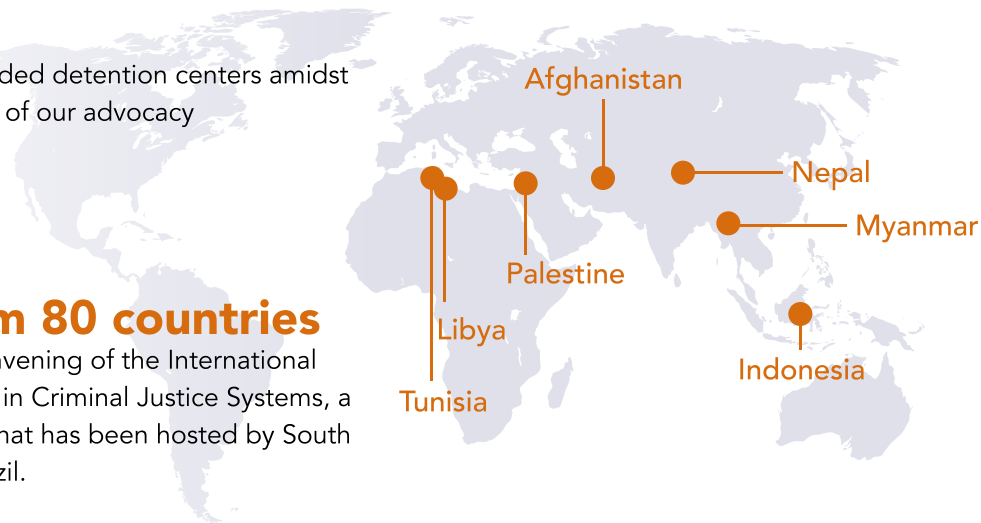 ded detention centers amidst
of our advocacy
m 80 countries
nvening of the International
in Criminal Justice Systems, a
hat has been hosted by South
zil.
Afghanistan
Nepal
Myanmar
Palestine
Libya
Indonesia
Tunisia